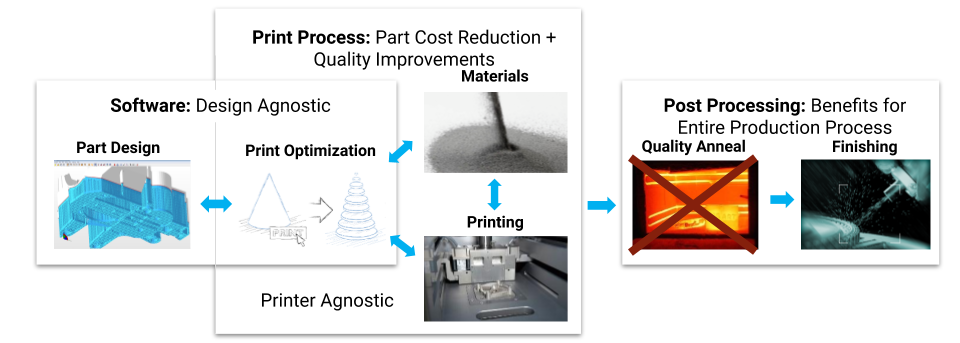 Print Process: Part Cost Reduction +
Quality Improvements
Software: Design Agnostic
Part Design
Print Optimization
PRINT
Printer Agnostic
Materials
Printing
Post Processing: Benefits for
Entire Production Process
Quality Anneal
Finishing